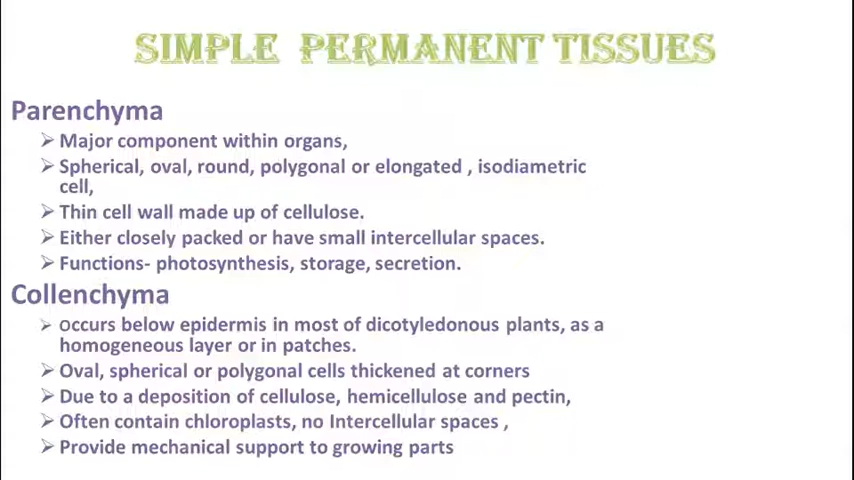 SIMPLE PERMANENT TISSUES
Parenchyma
➢ Major component within organs,
➢ Spherical, oval, round, polygonal or elongated , isodiametric
cell,
➢ Thin cell wall made up of cellulose.
➢ Either closely packed or have small intercellular spaces.
➢ Functions- photosynthesis, storage, secretion.
Collenchyma
➢ Occurs below epidermis in most of dicotyledonous plants, as a
homogeneous layer or in patches.
➢ Oval, spherical or polygonal cells thickened at corners
➢ Due to a deposition of cellulose, hemicellulose and pectin,
➢ Often contain chloroplasts, no Intercellular spaces ,
➢ Provide mechanical support to growing parts